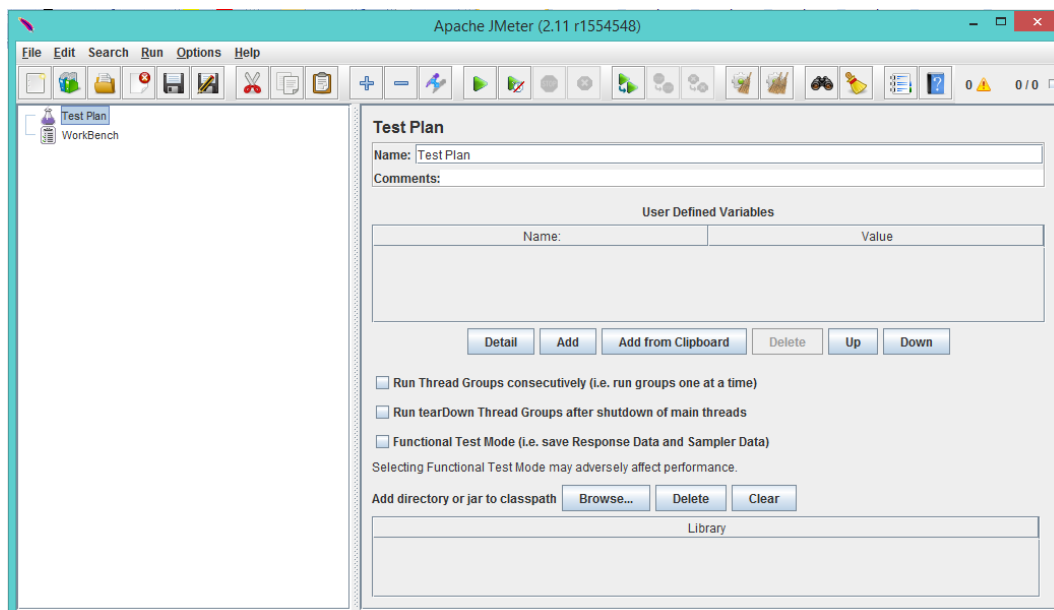 Apache JMeter (2.11 r1554548)
File Edit Search Run Options Help
0 0/0
Test Plan
WorkBench
Test Plan
Name: Test Plan
Comments:
User Defined Variables
Name: Value
Detail Add Add from Clipboard Delete Up Down
Run Thread Groups consecutively (i.e. run groups one at a time)
Run tearDown Thread Groups after shutdown of main threads
Functional Test Mode (i.e. save Response Data and Sampler Data)
Selecting Functional Test Mode may adversely affect performance.
Add directory or jar to classpath Browse... Delete Clear
Library